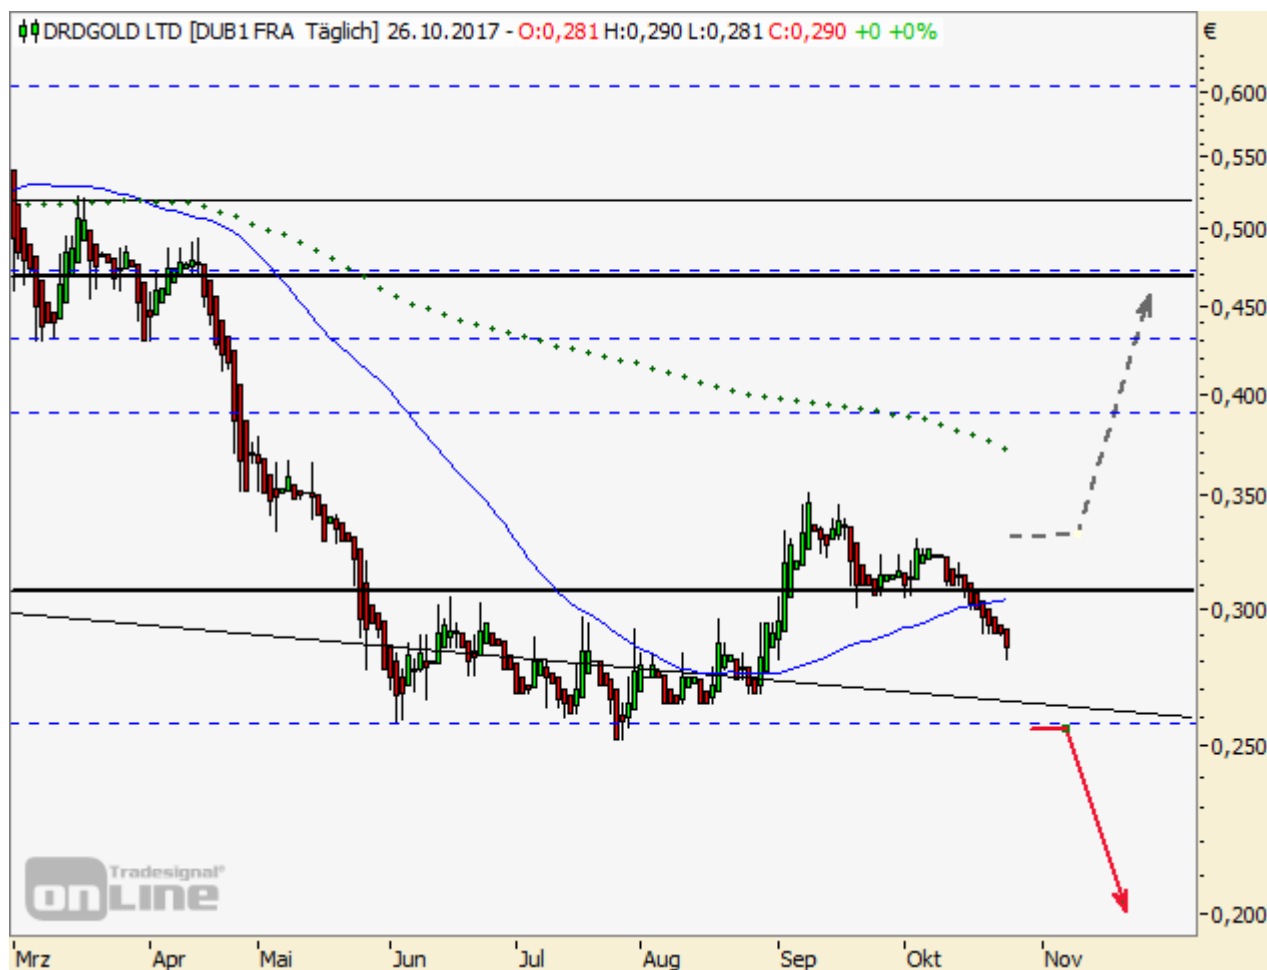 DRDGOLD LTD [DUB1 FRA Täglich] 26.10.2017 - O:0,281 H:0,290 L:0,281 C:0,290 +0 +0%
€
0,600
0,550
0,500
0,450
0,400
0,350
0,300
0,250
0,200
Tradesignal®
onLine
Mrz Apr Mai Jun Jul Aug Sep Okt Nov